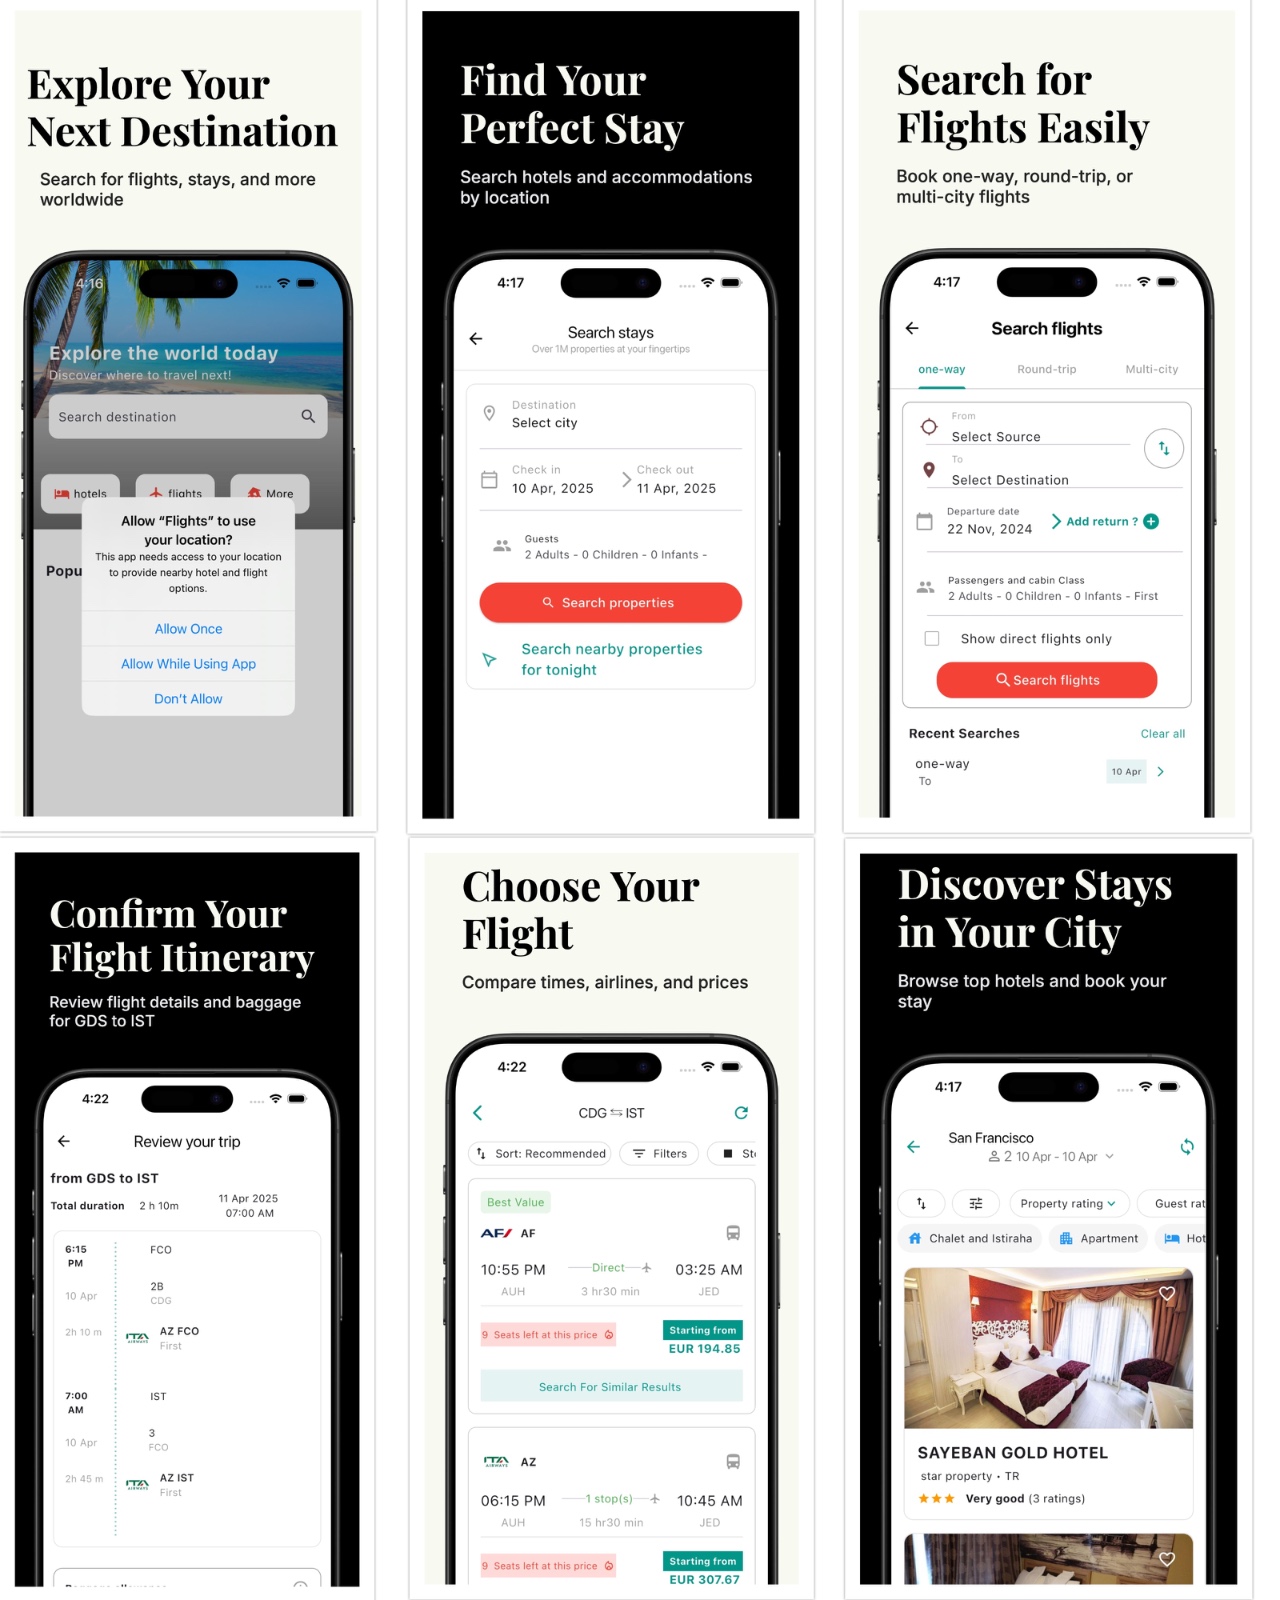 Explore Your
Next Destination
Search for flights, stays, and more
worldwide
4:16
Explore the world today
Discover where to travel next!
Search destination
hotels
flights
More
Popu
Allow “Flights” to use
your location?
This app needs access to your location
to provide nearby hotel and flight
options.
Allow Once
Allow While Using App
Don’t Allow
Find Your
Perfect Stay
Search hotels and accommodations
by location
4:17
Search stays
Over 1M properties at your fingertips
Destination
Select city
Check in
Check out
10 Apr, 2025
11 Apr, 2025
Guests
2 Adults - 0 Children - 0 Infants -
Search properties
Search nearby properties
for tonight
Search for
Flights Easily
Book one-way, round-trip, or
multi-city flights
4:17
Search flights
one-way
Round-trip
Multi-city
From
Select Source
To
Select Destination
Departure date
22 Nov, 2024
Add return ?
Passengers and cabin Class
2 Adults - 0 Children - 0 Infants - First
Show direct flights only
Search flights
Recent Searches
Clear all
one-way
To
10 Apr
Confirm Your
Flight Itinerary
Review flight details and baggage
for GDS to IST
4:22
Review your trip
from GDS to IST
Total duration
2 h 10m
11 Apr 2025
07:00 AM
6:15
PM
FCO
10 Apr
2B
CDG
2h 10 m
ITA
AIRWAYS
AZ FCO
First
7:00
AM
IST
10 Apr
3
FCO
2h 45 m
ITA
AIRWAYS
AZ IST
First
Choose Your
Flight
Compare times, airlines, and prices
4:22
CDG ⇆ IST
Sort: Recommended
Filters
Sto
Best Value
AF
AF
10:55 PM
Direct
03:25 AM
AUH
3 hr30 min
JED
9 Seats left at this price
Starting from
EUR 194.85
Search For Similar Results
ITA
AIRWAYS
AZ
06:15 PM
1 stop(s)
10:45 AM
AUH
15 hr30 min
JED
9 Seats left at this price
Starting from
EUR 307.67
Discover Stays
in Your City
Browse top hotels and book your
stay
4:17
San Francisco
2 10 Apr - 10 Apr
Property rating
Guest rat
Chalet and Istiraha
Apartment
Hot
SAYEBAN GOLD HOTEL
star property • TR
Very good (3 ratings)